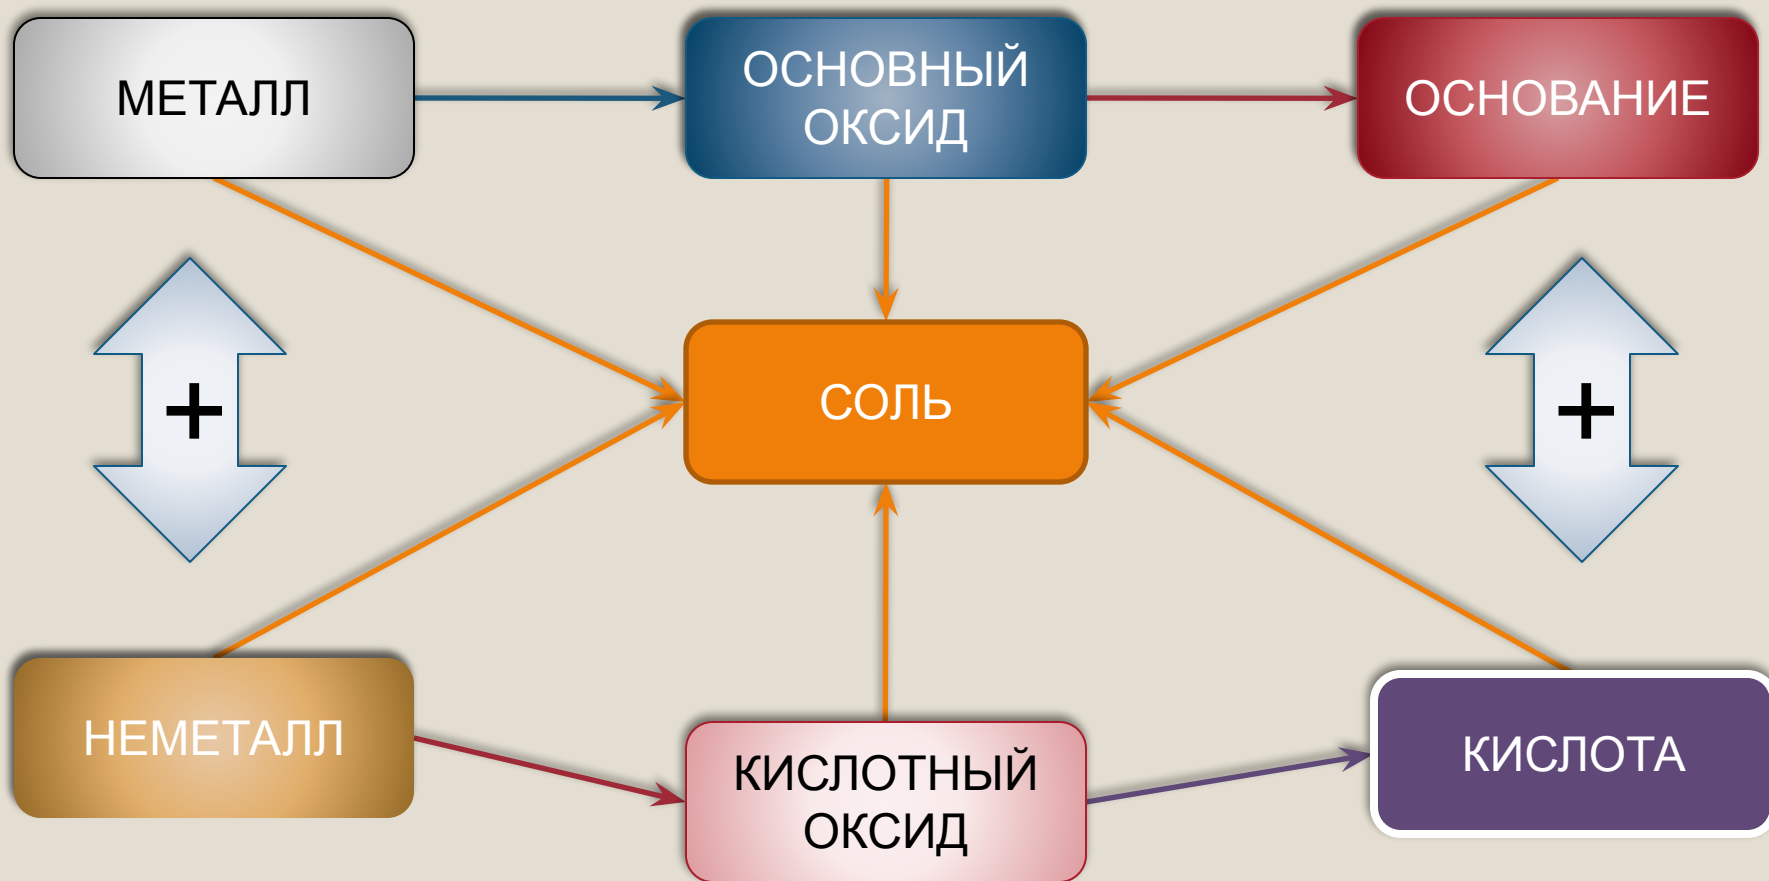 МЕТАЛЛ
ОСНОВНЫЙ
ОКСИД
ОСНОВАНИЕ
+
СОЛЬ
+
НЕМЕТАЛЛ
КИСЛОТНЫЙ
ОКСИД
КИСЛОТА